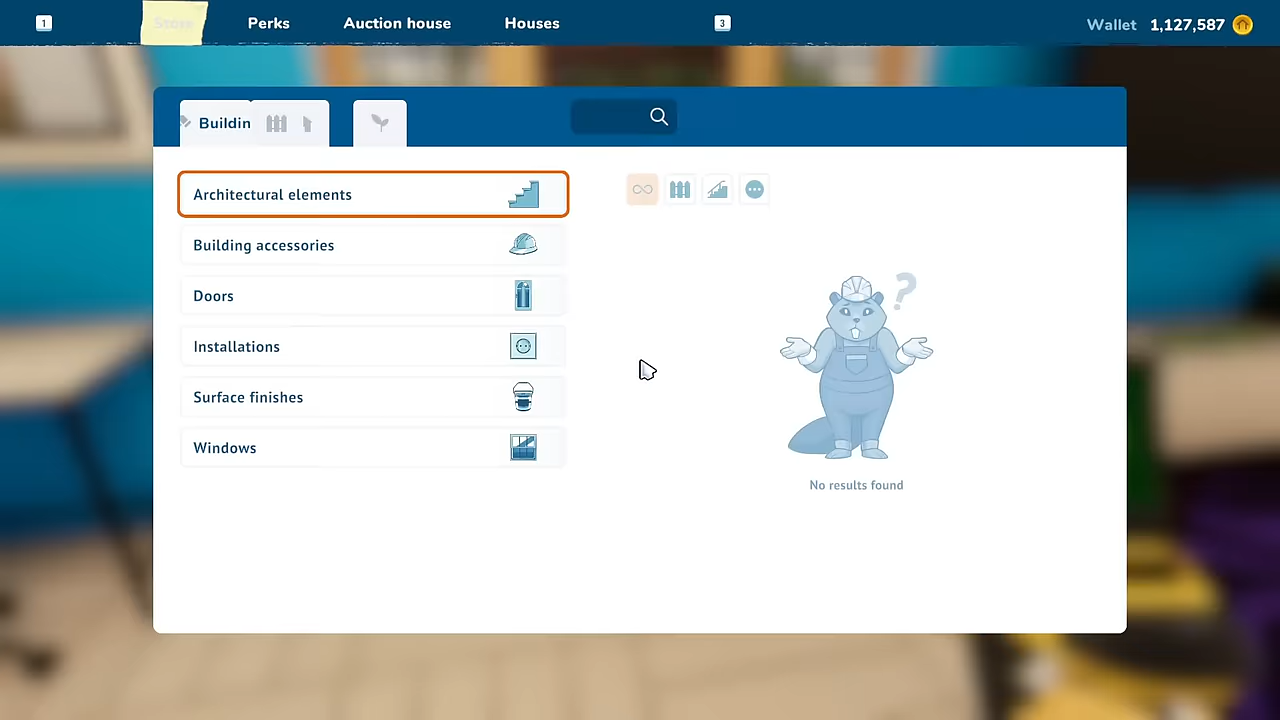 1 Store Perks Auction house Houses 3 Wallet 1,127,587
Buildin
Architectural elements
Building accessories
Doors
Installations
Surface finishes
Windows
?
No results found